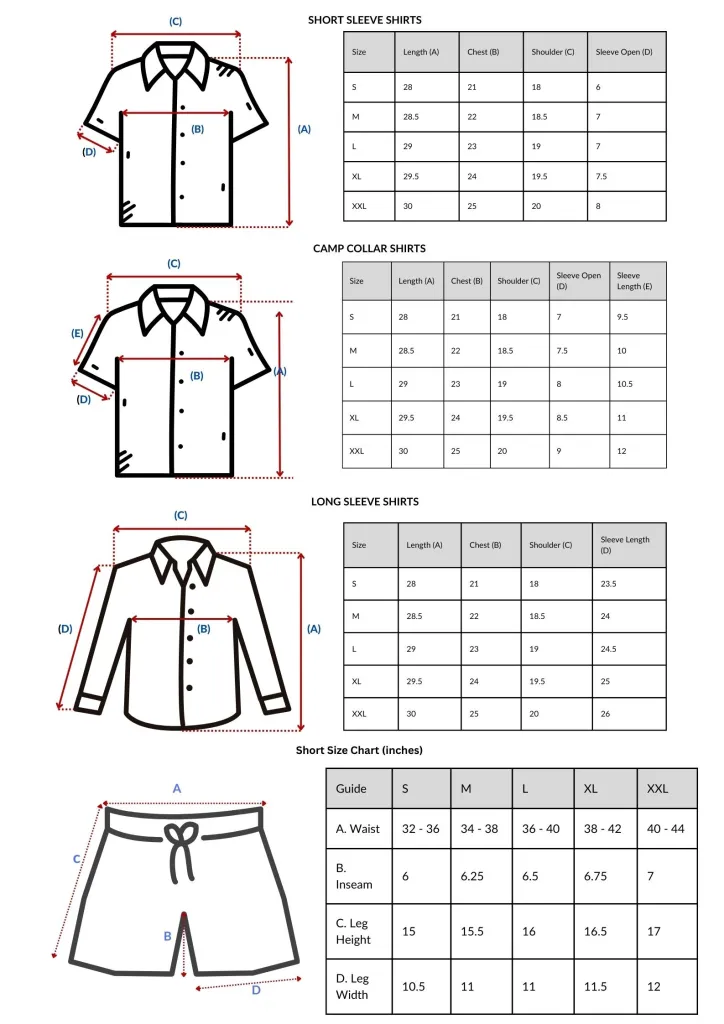 SHORT SLEEVE SHIRTS
(C)
(B)
(A)
(D)
Size Length (A) Chest (B) Shoulder (C) Sleeve Open (D)
S 28 21 18 6
M 28.5 22 18.5 7
L 29 23 19 7
XL 29.5 24 19.5 7.5
XXL 30 25 20 8
CAMP COLLAR SHIRTS
(C)
(E)
(B)
(A)
(D)
Size Length (A) Chest (B) Shoulder (C) Sleeve Open
(D) Sleeve
Length (E)
S 28 21 18 7 9.5
M 28.5 22 18.5 7.5 10
L 29 23 19 8 10.5
XL 29.5 24 19.5 8.5 11
XXL 30 25 20 9 12
LONG SLEEVE SHIRTS
(C)
(D)
(B)
(A)
Size Length (A) Chest (B) Shoulder (C) Sleeve Length
(D)
S 28 21 18 23.5
M 28.5 22 18.5 24
L 29 23 19 24.5
XL 29.5 24 19.5 25
XXL 30 25 20 26
Short Size Chart (inches)
A
C
B
D
Guide S M L XL XXL
A. Waist 32 - 36 34 - 38 36 - 40 38 - 42 40 - 44
B.
Inseam 6 6.25 6.5 6.75 7
C. Leg
Height 15 15.5 16 16.5 17
D. Leg
Width 10.5 11 11 11.5 12